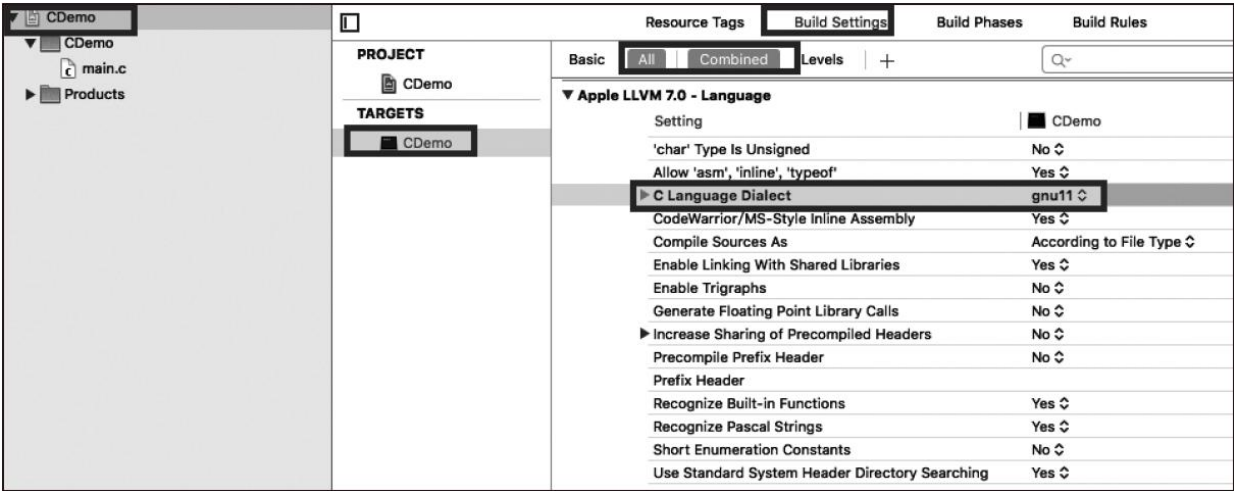 CDemo
CDemo
main.c
Products
PROJECT
CDemo
TARGETS
CDemo
Resource Tags Build Settings Build Phases Build Rules
Basic All Combined Levels +
Apple LLVM 7.0 - Language
Setting CDemo
'char' Type Is Unsigned No
Allow 'asm', 'inline', 'typeof' Yes
C Language Dialect gnu11
CodeWarrior/MS-Style Inline Assembly Yes
Compile Sources As According to File Type
Enable Linking With Shared Libraries Yes
Enable Trigraphs No
Generate Floating Point Library Calls No
Increase Sharing of Precompiled Headers No
Precompile Prefix Header No
Prefix Header
Recognize Built-in Functions Yes
Recognize Pascal Strings Yes
Short Enumeration Constants No
Use Standard System Header Directory Searching Yes